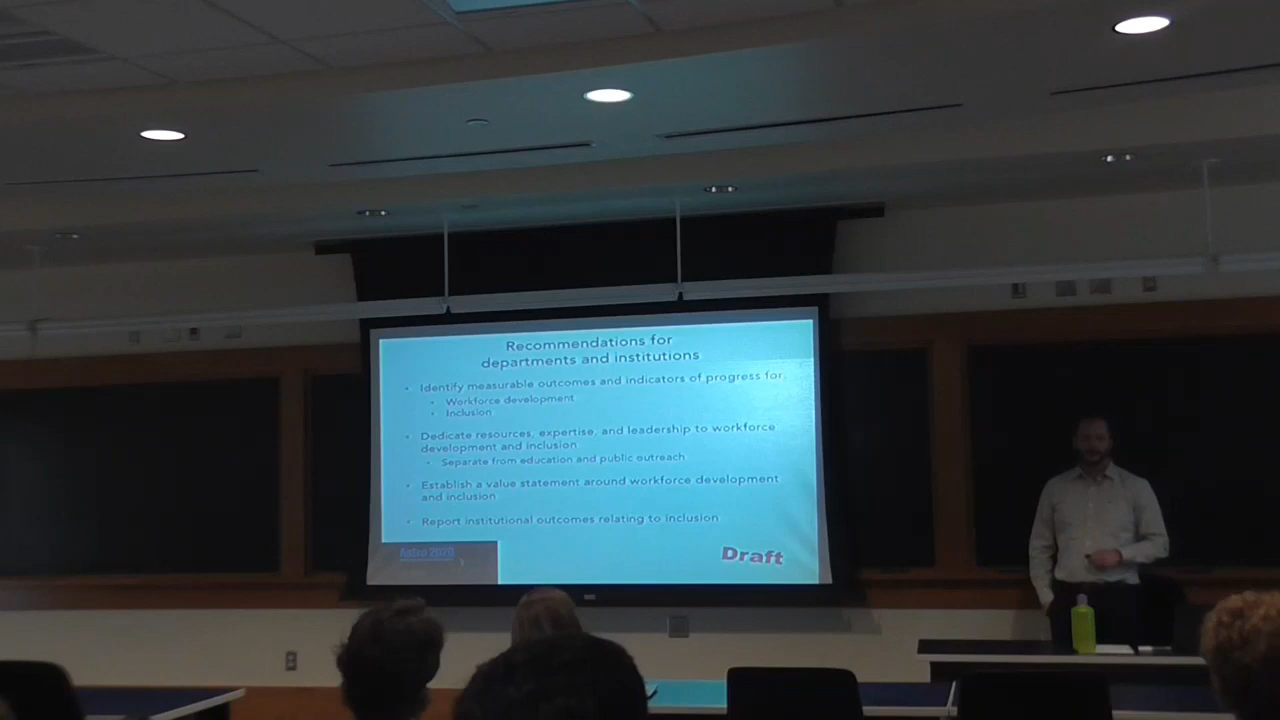 Recommendations for
departments and institutions
• Identify measurable outcomes and indicators of progress for
• Workforce development
• Inclusion
• Dedicate resources, expertise, and leadership to workforce
development and inclusion
• Separate from education and public outreach
• Establish a value statement around workforce development
and inclusion
• Report institutional outcomes relating to inclusion
Astro 2020
Draft